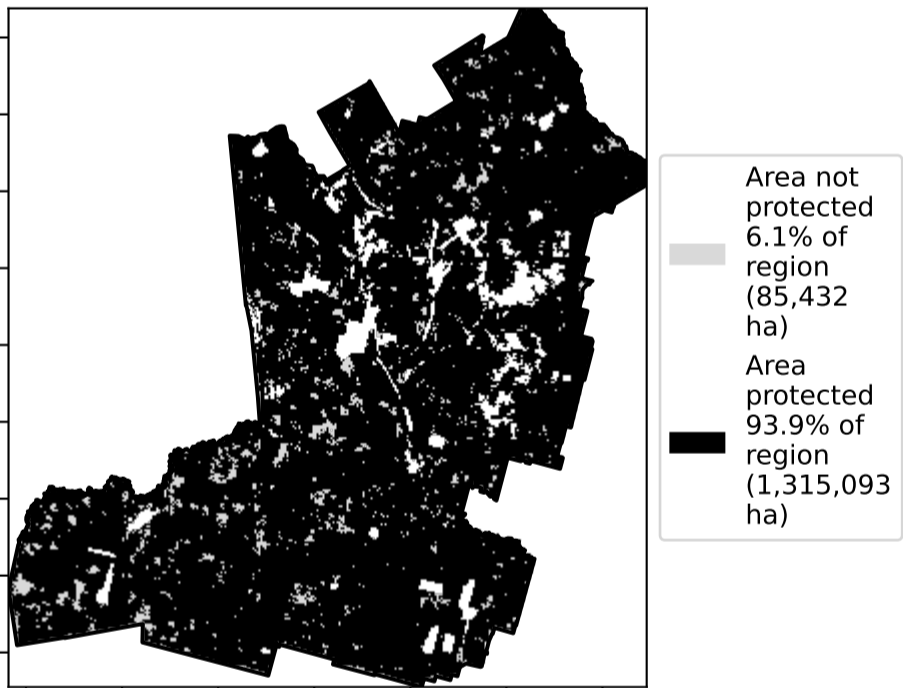 Area not
protected
6.1% of
region
(85,432
ha)
Area
protected
93.9% of
region
(1,315,093
ha)